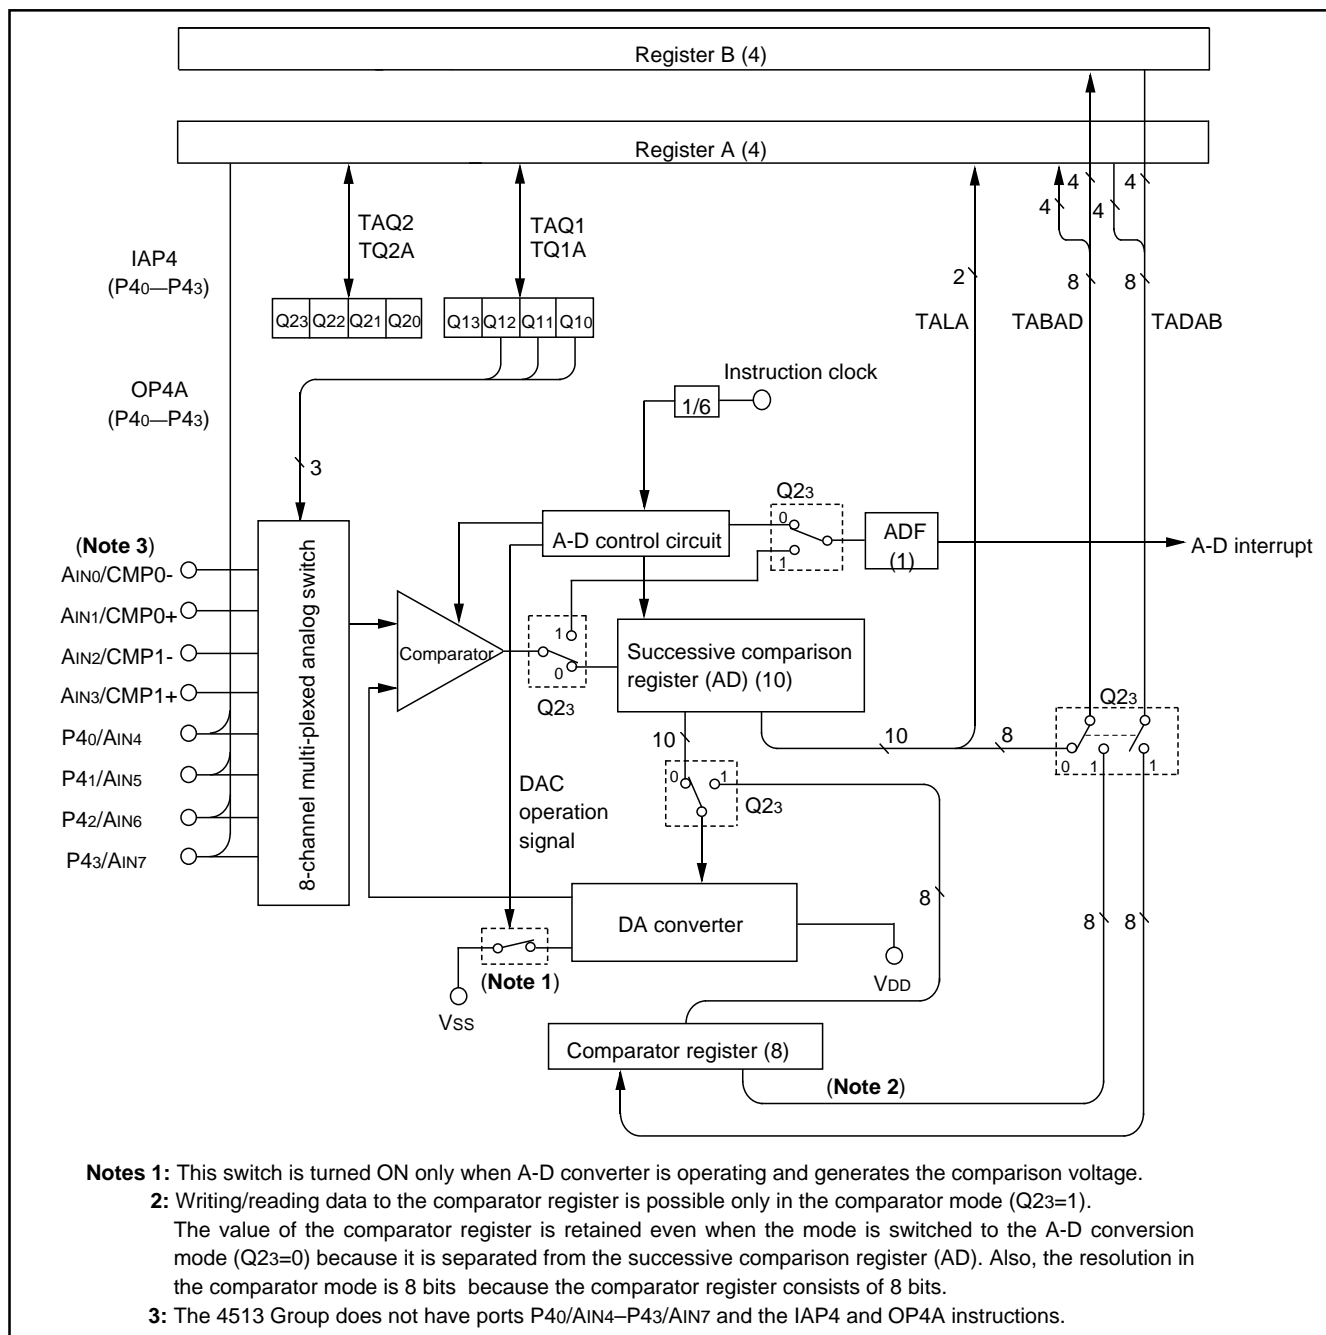 Register B (4)
Register A (4)
4
4
4
4
TAQ2
TQ2A
TAQ1
TQ1A
IAP4
(P40—P43)
2
8
8
TALA
TABAD
TADAB
Q23 Q22 Q21 Q20
Q13 Q12 Q11 Q10
OP4A
(P40—P43)
Instruction clock
1/6
3
Q23
0
1
A-D control circuit
ADF
(1)
A-D interrupt
(Note 3)
AIN0/CMP0-
AIN1/CMP0+
AIN2/CMP1-
AIN3/CMP1+
P40/AIN4
P41/AIN5
P42/AIN6
P43/AIN7
8-channel multi-plexed analog switch
Comparator
1
0
Q23
Successive comparison
register (AD) (10)
10
10
8
Q23
0
1
1
0
1
Q23
DAC
operation
signal
DA converter
8
8
8
(Note 1)
VSS
VDD
Comparator register (8)
(Note 2)
Notes 1: This switch is turned ON only when A-D converter is operating and generates the comparison voltage.
2: Writing/reading data to the comparator register is possible only in the comparator mode (Q23=1).
The value of the comparator register is retained even when the mode is switched to the A-D conversion
mode (Q23=0) because it is separated from the successive comparison register (AD). Also, the resolution in
the comparator mode is 8 bits because the comparator register consists of 8 bits.
3: The 4513 Group does not have ports P40/AIN4–P43/AIN7 and the IAP4 and OP4A instructions.